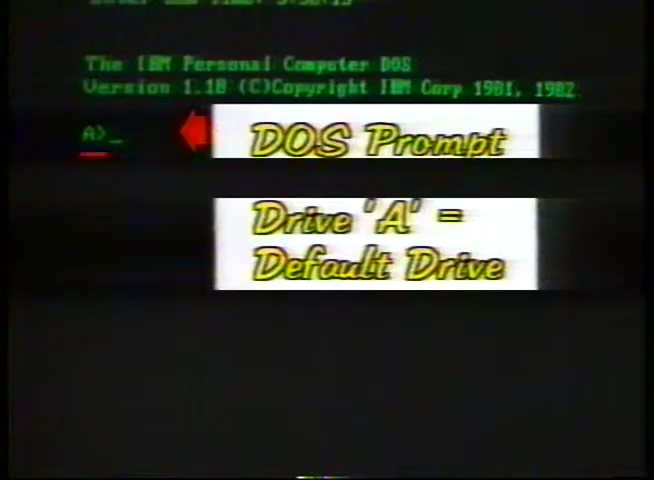 The IBM Personal Computer DOS
Version 1.10 (C)Copyright IBM Corp 1981, 1982
A>_
DOS Prompt
Drive 'A' =
Default Drive